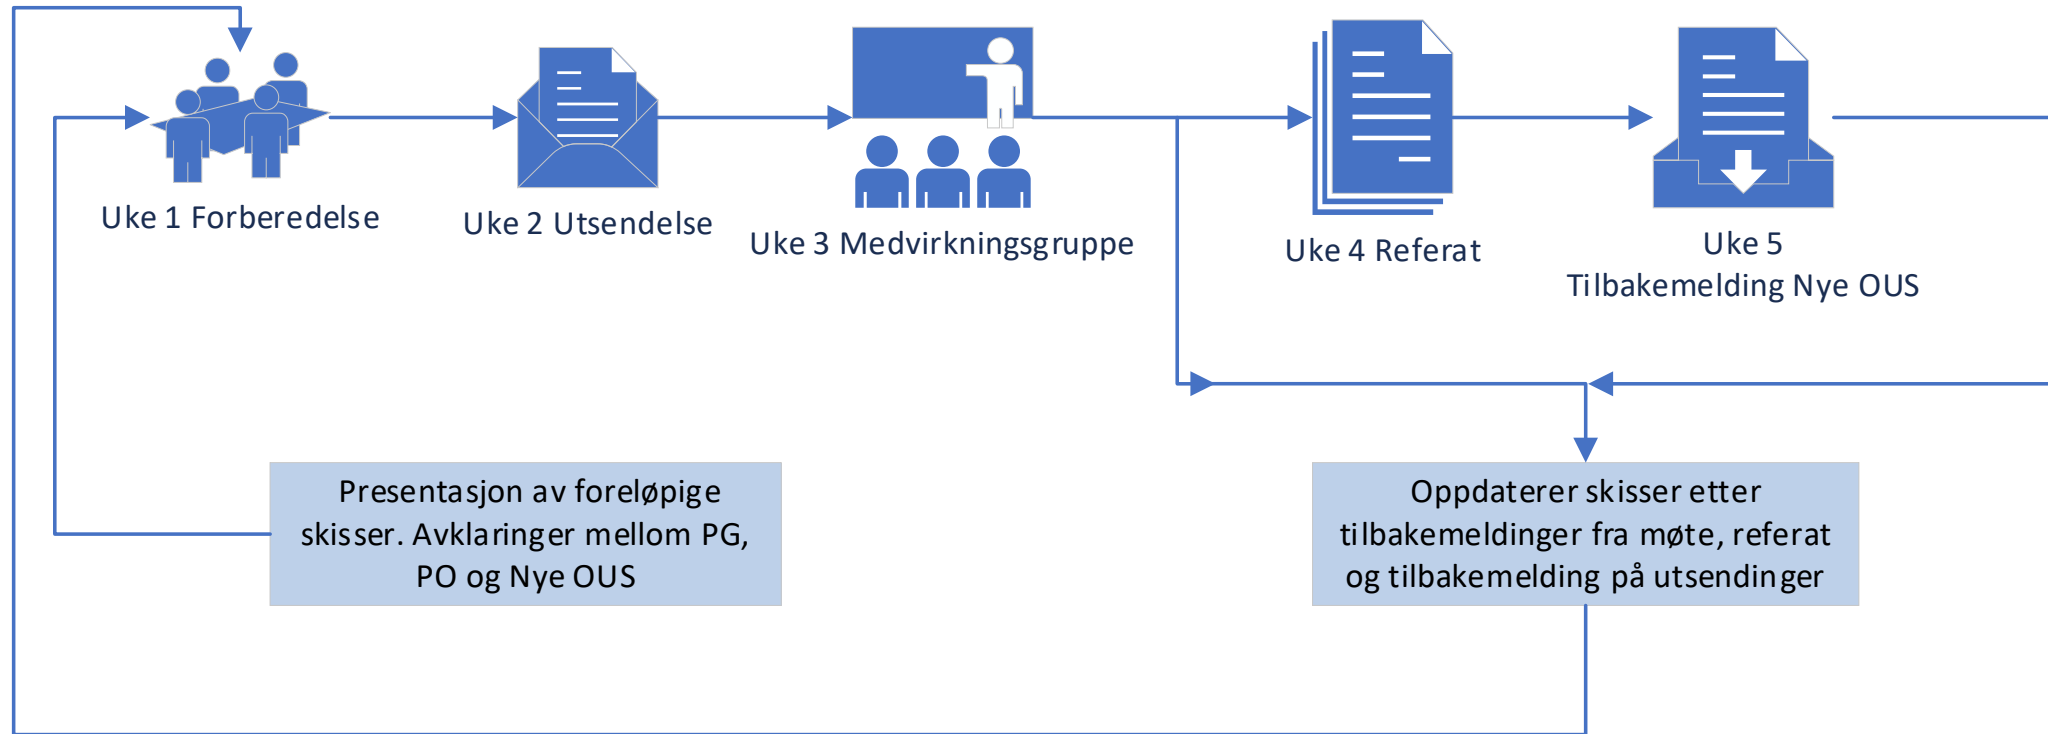 Uke 1 Forberedelse
Uke 2 Utsendelse
Uke 3 Medvirkningsgruppe
Uke 4 Referat
Uke 5
Tilbakemelding Nye OUS
Presentasjon av foreløpige
skisser. Avklaringer mellom PG,
PO og Nye OUS
Oppdaterer skisser etter
tilbakemeldinger fra møte, referat
og tilbakemelding på utsendinger